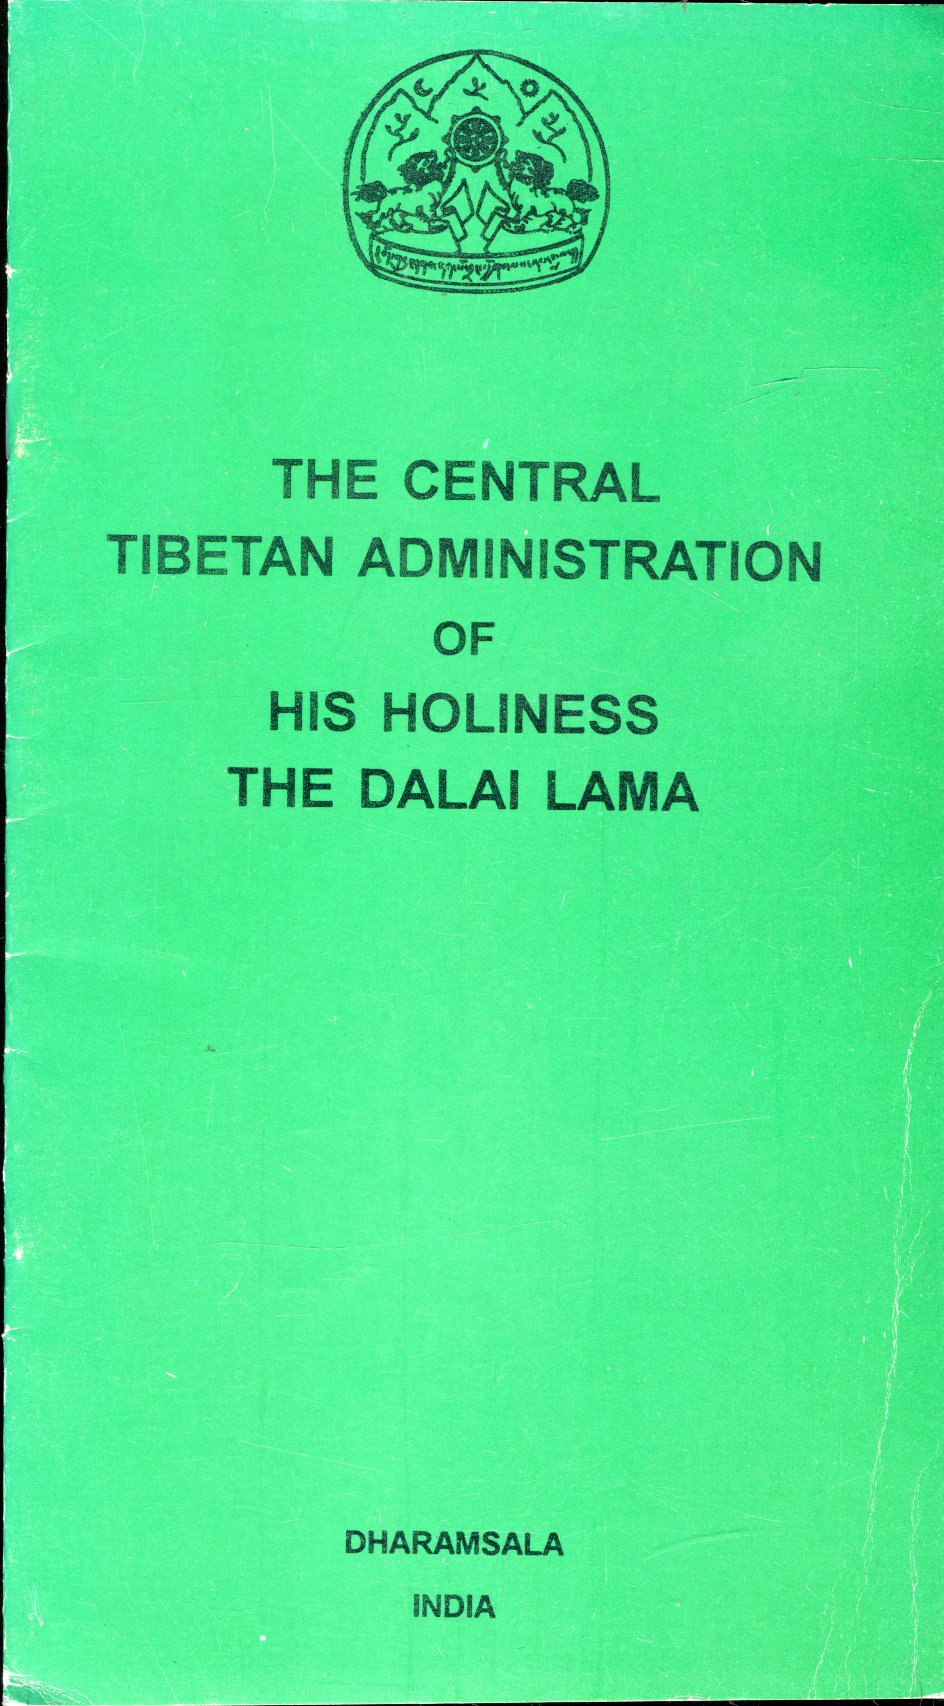 THE CENTRAL
TIBETAN ADMINISTRATION
OF
HIS HOLINESS
THE DALAI LAMA
DHARAMSALA
INDIA